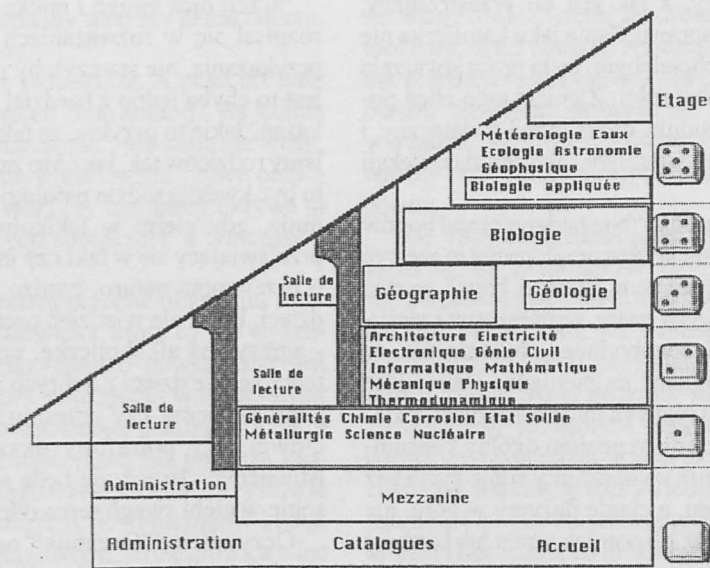 Etages
Météorologie Eaux
Ecologie Astronomie
Géophysique
Biologie appliquée
Biologie
Salle de
lecture
Géographie
Géologie
Architecture Electricité
Electronique Génie Civil
Informatique Mathématique
Mécanique Physique
Thermodynamique
Salle de
lecture
Salle de
lecture
Généralités Chimie Corrosion Etat Solide
Métallurgie Science Nucléaire
Administration
Mezzanine
Administration Catalogues Accueil